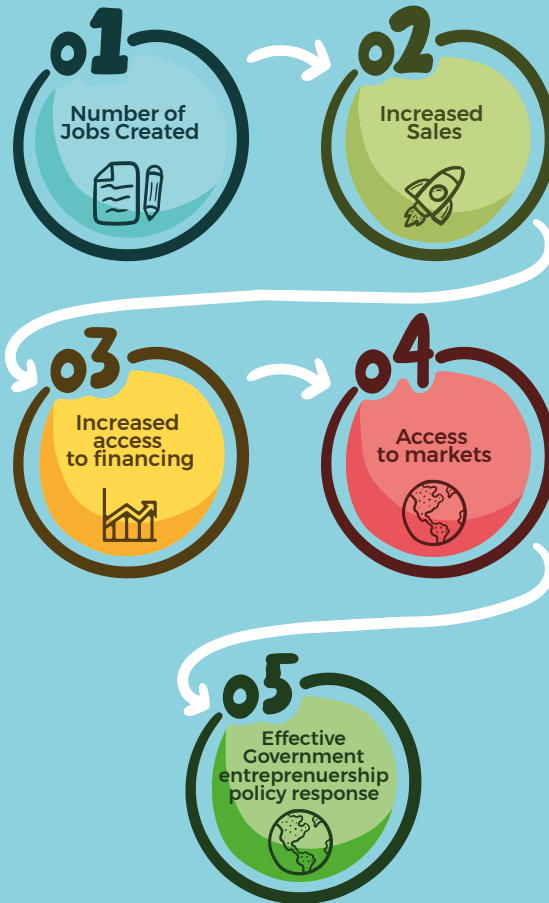 01
Number of
Jobs Created
02
Increased
Sales
03
Increased
access
to financing
04
Access
to markets
05
Effective
Government
entreprenuership
policy response